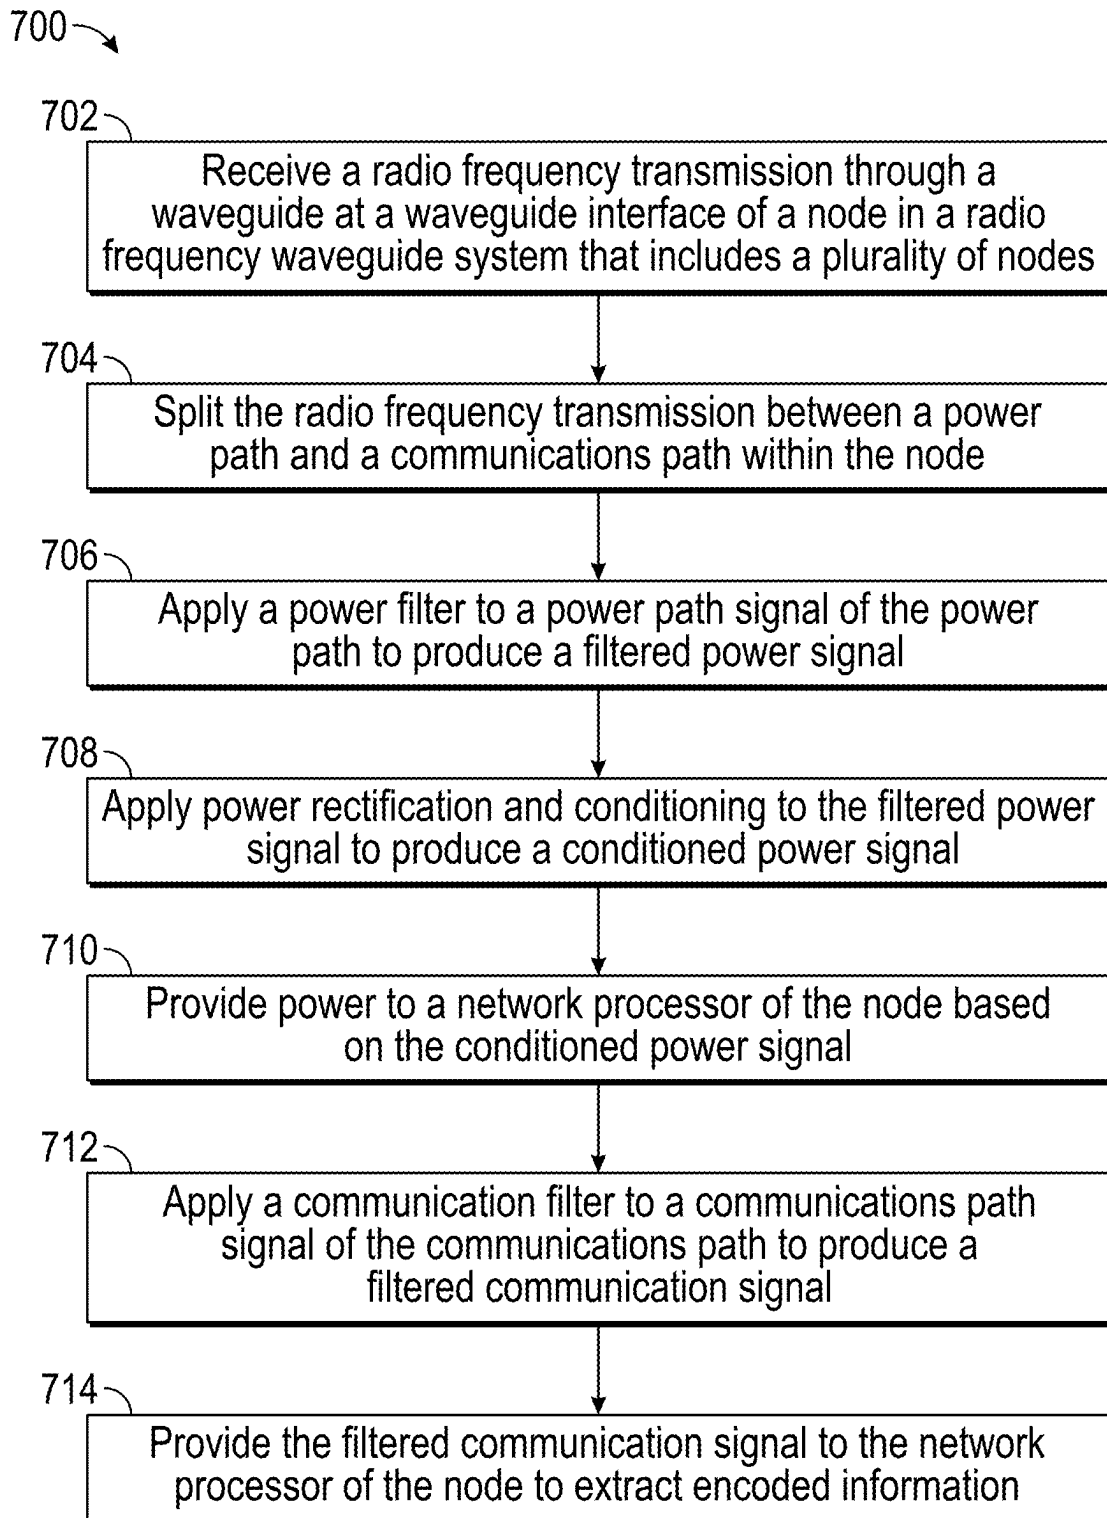 700
702
Receive a radio frequency transmission through a
waveguide at a waveguide interface of a node in a radio
frequency waveguide system that includes a plurality of nodes
704
Split the radio frequency transmission between a power
path and a communications path within the node
706
Apply a power filter to a power path signal of the power
path to produce a filtered power signal
708
Apply power rectification and conditioning to the filtered power
signal to produce a conditioned power signal
710
Provide power to a network processor of the node based
on the conditioned power signal
712
Apply a communication filter to a communications path
signal of the communications path to produce a
filtered communication signal
714
Provide the filtered communication signal to the network
processor of the node to extract encoded information